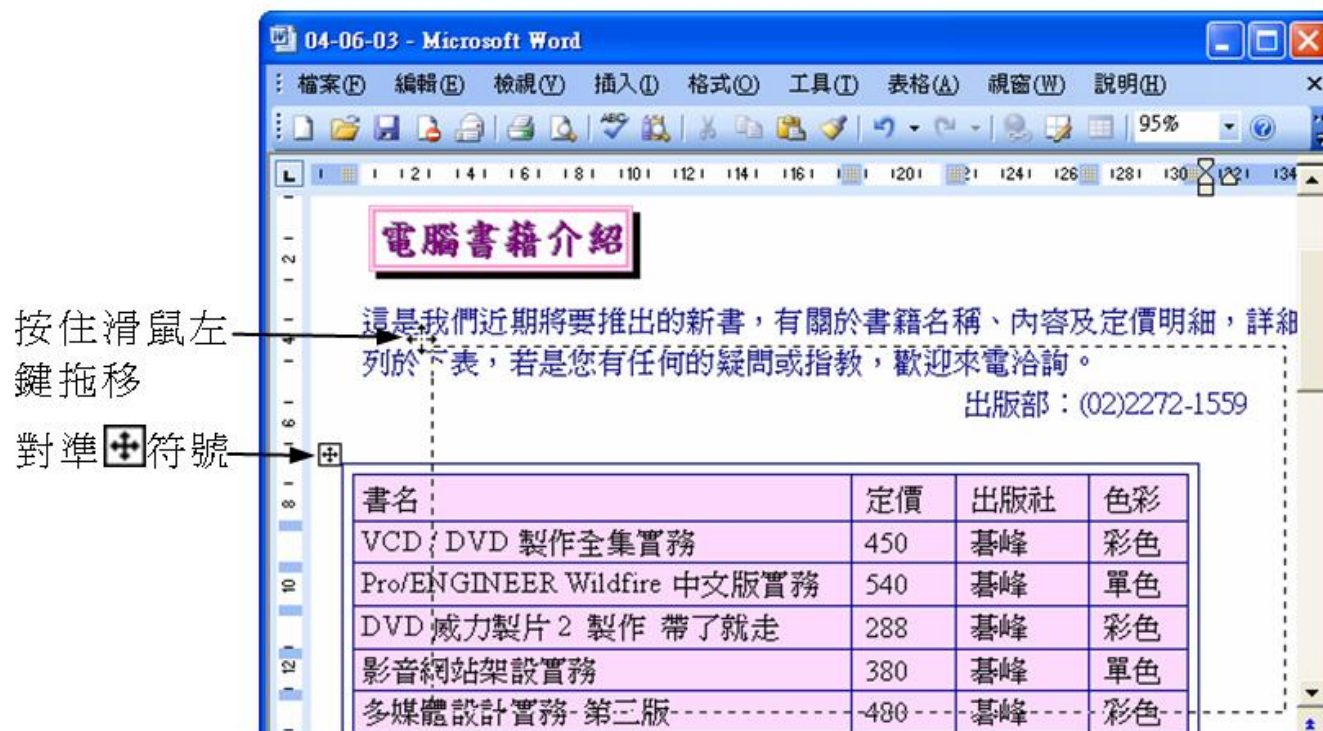 04-06-03 - Microsoft Word
檔案(F) 編輯(E) 檢視(V) 插入(I) 格式(O) 工具(T) 表格(A) 視窗(W) 說明(H)
95%
電腦書籍介紹
按住滑鼠左
鍵拖移
對準符號
這是我們近期將要推出的新書，有關於書籍名稱、內容及定價明細，詳細
列於下表，若是您有任何的疑問或指教，歡迎來電洽詢。
出版部：(02)2272-1559
書名 定價 出版社 色彩
VCD / DVD 製作全集實務 450 碁峰 彩色
Pro/ENGINEER Wildfire 中文版實務 540 碁峰 單色
DVD 威力製片 2 製作 帶了就走 288 碁峰 彩色
影音網站架設實務 380 碁峰 單色
多媒體設計實務 第三版 480 碁峰 彩色